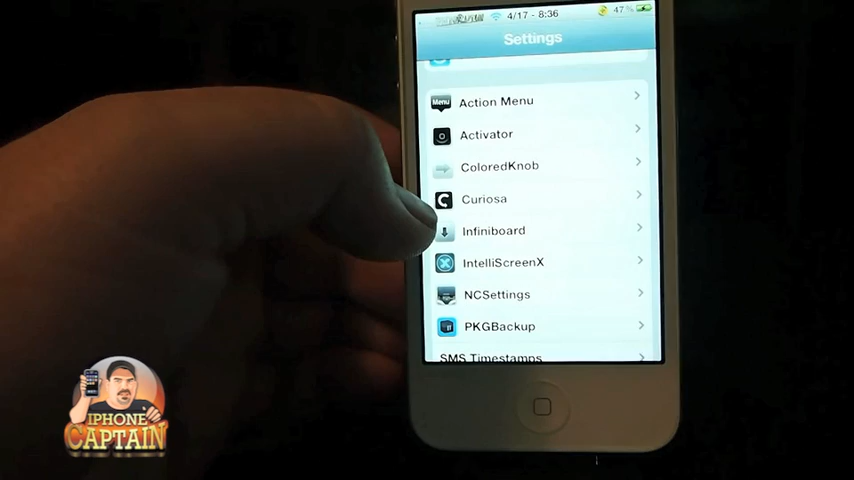 4/17 - 8:36
47%
Settings
Menu
Action Menu
Activator
ColoredKnob
Curiosa
Infiniboard
IntelliScreenX
NCSettings
PKGBackup
SMS Timestamps
IPHONE
CAPTAIN